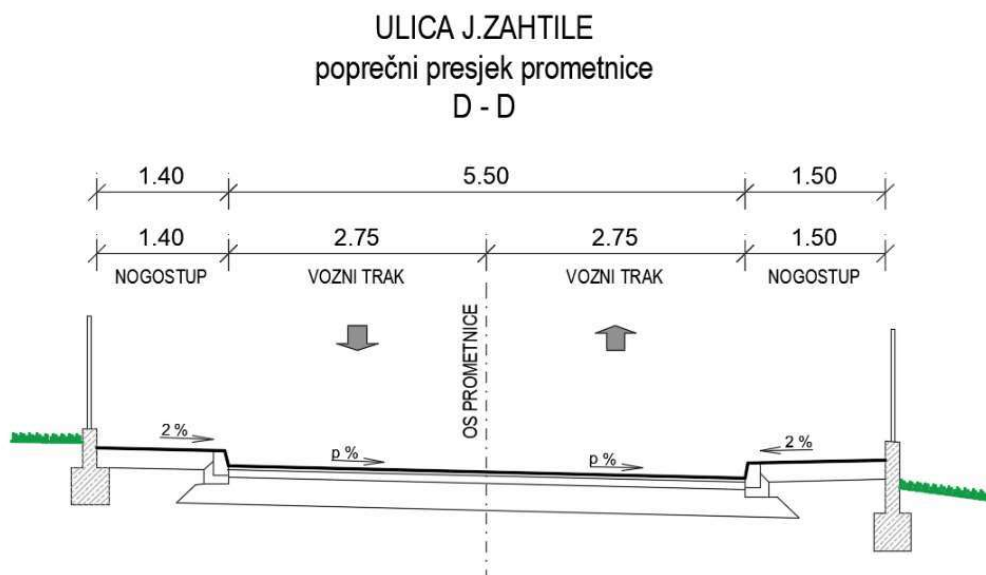 ULICA J.ZAHTILE
poprečni presjek prometnice
D - D
1.40 5.50 1.50
1.40 2.75 2.75 1.50
NOGOSTUP VOZNI TRAK VOZNI TRAK NOGOSTUP
OS PROMETNICE
2 % p % p % 2 %